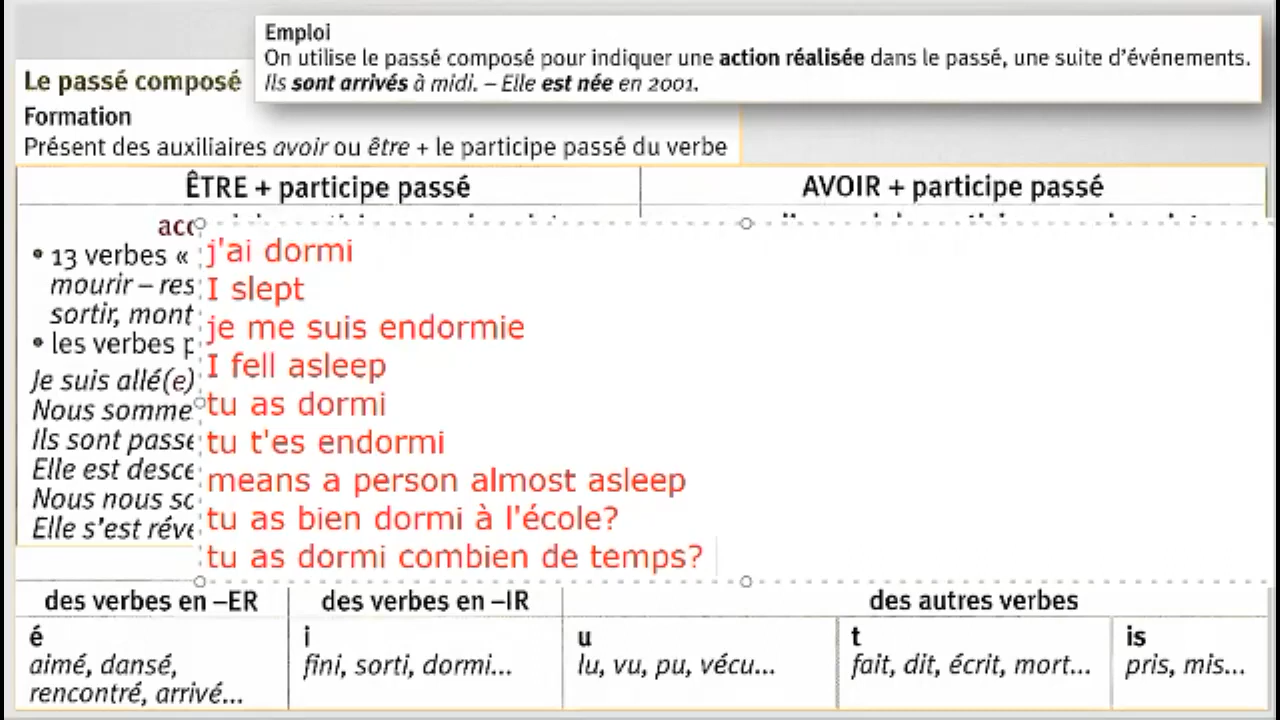 Emploi
On utilise le passé composé pour indiquer une action réalisée dans le passé, une suite d'événements.
Ils sont arrivés à midi. – Elle est née en 2001.
Le passé composé
Formation
Présent des auxiliaires avoir ou être + le participe passé du verbe
ÊTRE + participe passé
AVOIR + participe passé
• 13 verbes «
mourir – res
sortir, mont
• les verbes p
Je suis allé(e)
Nous somme
Ils sont passé
Elle est desce
Nous nous so
Elle s'est réve
j'ai dormi
I slept
je me suis endormie
I fell asleep
tu as dormi
tu t'es endormi
means a person almost asleep
tu as bien dormi à l'école?
tu as dormi combien de temps?
des verbes en –ER
des verbes en –IR
des autres verbes
é
aimé, dansé,
rencontré, arrivé...
i
fini, sorti, dormi...
u
lu, vu, pu, vécu...
t
fait, dit, écrit, mort...
is
pris, mis...